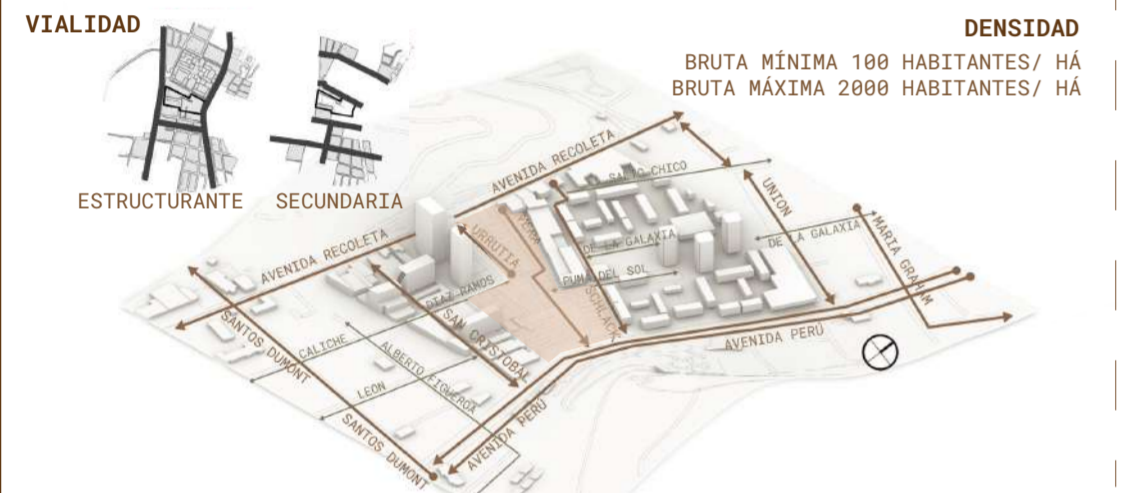 VIALIDAD
DENSIDAD
BRUTA MÍNIMA 100 HABITANTES/ HÁ
BRUTA MÁXIMA 2000 HABITANTES/ HÁ
ESTRUCTURANTE
SECUNDARIA
AVENIDA RECOLETA
SALTO CHICO
UNION
MARIA GRAHAM
YEMA
URRUTIA
DE LA GALAXIA
DE LA GALAXIA
AVENIDA RECOLETA
PUMA DEL SOL
DIAZ RAMOS
SCHLACK
SANTOS DUMONT
SAN CRISTOBAL
CALICHE
ALBERTO FIGUEROA
AVENIDA PERÚ
LEON
SANTOS DUMONT
AVENIDA PERÚ